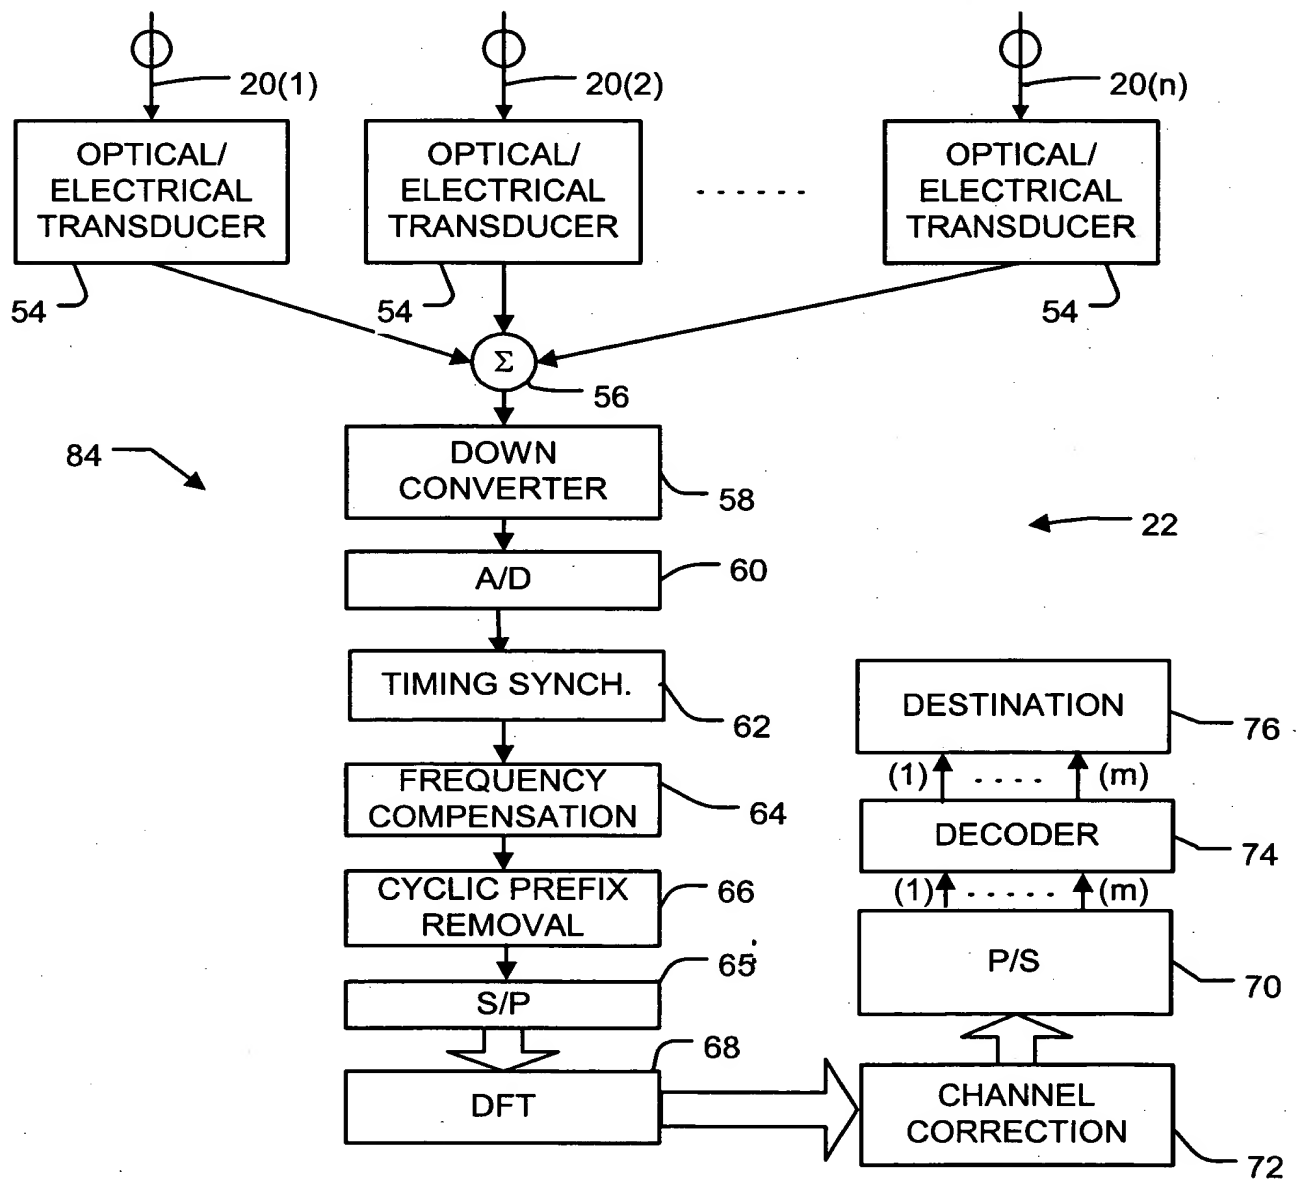 20(1)
20(2)
20(n)
OPTICAL/
ELECTRICAL
TRANSDUCER
OPTICAL/
ELECTRICAL
TRANSDUCER
OPTICAL/
ELECTRICAL
TRANSDUCER
54
54
54
Σ
56
DOWN
CONVERTER
84
58
22
A/D
60
TIMING SYNCH.
62
DESTINATION
76
FREQUENCY
COMPENSATION
64
(1)
(m)
DECODER
74
CYCLIC PREFIX
REMOVAL
66
(1)
(m)
S/P
65
P/S
70
DFT
68
CHANNEL
CORRECTION
72